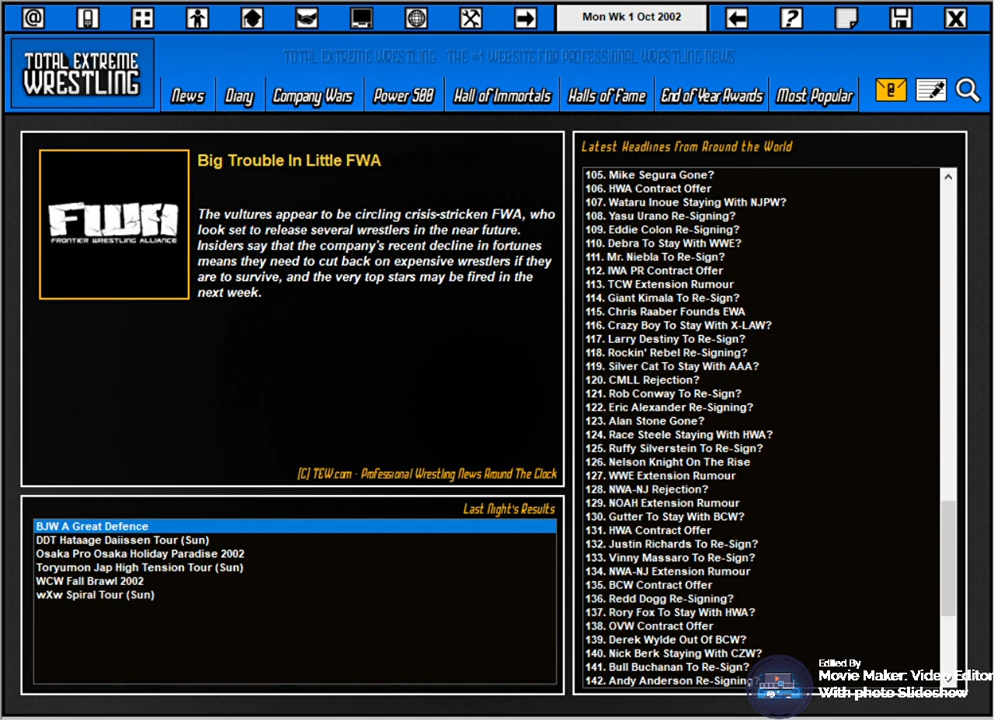 Mon Wk 1 Oct 2002
TOTAL EXTREME
WRESTLING
TOTAL EXTREME WRESTLING THE #1 WEBSITE FOR PROFESSIONAL WRESTLING NEWS
News
Diary
Company Wars
Power 500
Hall of Immortals
Halls of Fame
End of Year Awards
Most Popular
FWA
FRONTIER WRESTLING ALLIANCE
Big Trouble In Little FWA
The vultures appear to be circling crisis-stricken FWA, who
look set to release several wrestlers in the near future.
Insiders say that the company's recent decline in fortunes
means they need to cut back on expensive wrestlers if they
are to survive, and the very top stars may be fired in the
next week.
(C) TEW.com - Professional Wrestling News Around The Clock
Last Night's Results
BJW A Great Defence
DDT Hataage Daiissen Tour (Sun)
Osaka Pro Osaka Holiday Paradise 2002
Toryumon Jap High Tension Tour (Sun)
WCW Fall Brawl 2002
wXw Spiral Tour (Sun)
Latest Headlines From Around the World
105. Mike Segura Gone?
106. HWA Contract Offer
107. Wataru Inoue Staying With NJPW?
108. Yasu Urano Re-Signing?
109. Eddie Colon Re-Signing?
110. Debra To Stay With WWE?
111. Mr. Niebla To Re-Sign?
112. IWA PR Contract Offer
113. TCW Extension Rumour
114. Giant Kimala To Re-Sign?
115. Chris Raaber Founds EWA
116. Crazy Boy To Stay With X-LAW?
117. Larry Destiny To Re-Sign?
118. Rockin' Rebel Re-Signing?
119. Silver Cat To Stay With AAA?
120. CMLL Rejection?
121. Rob Conway To Re-Sign?
122. Eric Alexander Re-Signing?
123. Alan Stone Gone?
124. Race Steele Staying With HWA?
125. Ruffy Silverstein To Re-Sign?
126. Nelson Knight On The Rise
127. WWE Extension Rumour
128. NWA-NJ Rejection?
129. NOAH Extension Rumour
130. Gutter To Stay With BCW?
131. HWA Contract Offer
132. Justin Richards To Re-Sign?
133. Vinny Massaro To Re-Sign?
134. NWA-NJ Extension Rumour
135. BCW Contract Offer
136. Redd Dogg Re-Signing?
137. Rory Fox To Stay With HWA?
138. OVW Contract Offer
139. Derek Wylde Out Of BCW?
140. Nick Berk Staying With CZW?
141. Bull Buchanan To Re-Sign?
142. Andy Anderson Re-Signing?
Edited By
Movie Maker: Video Editor
With photo Slideshow